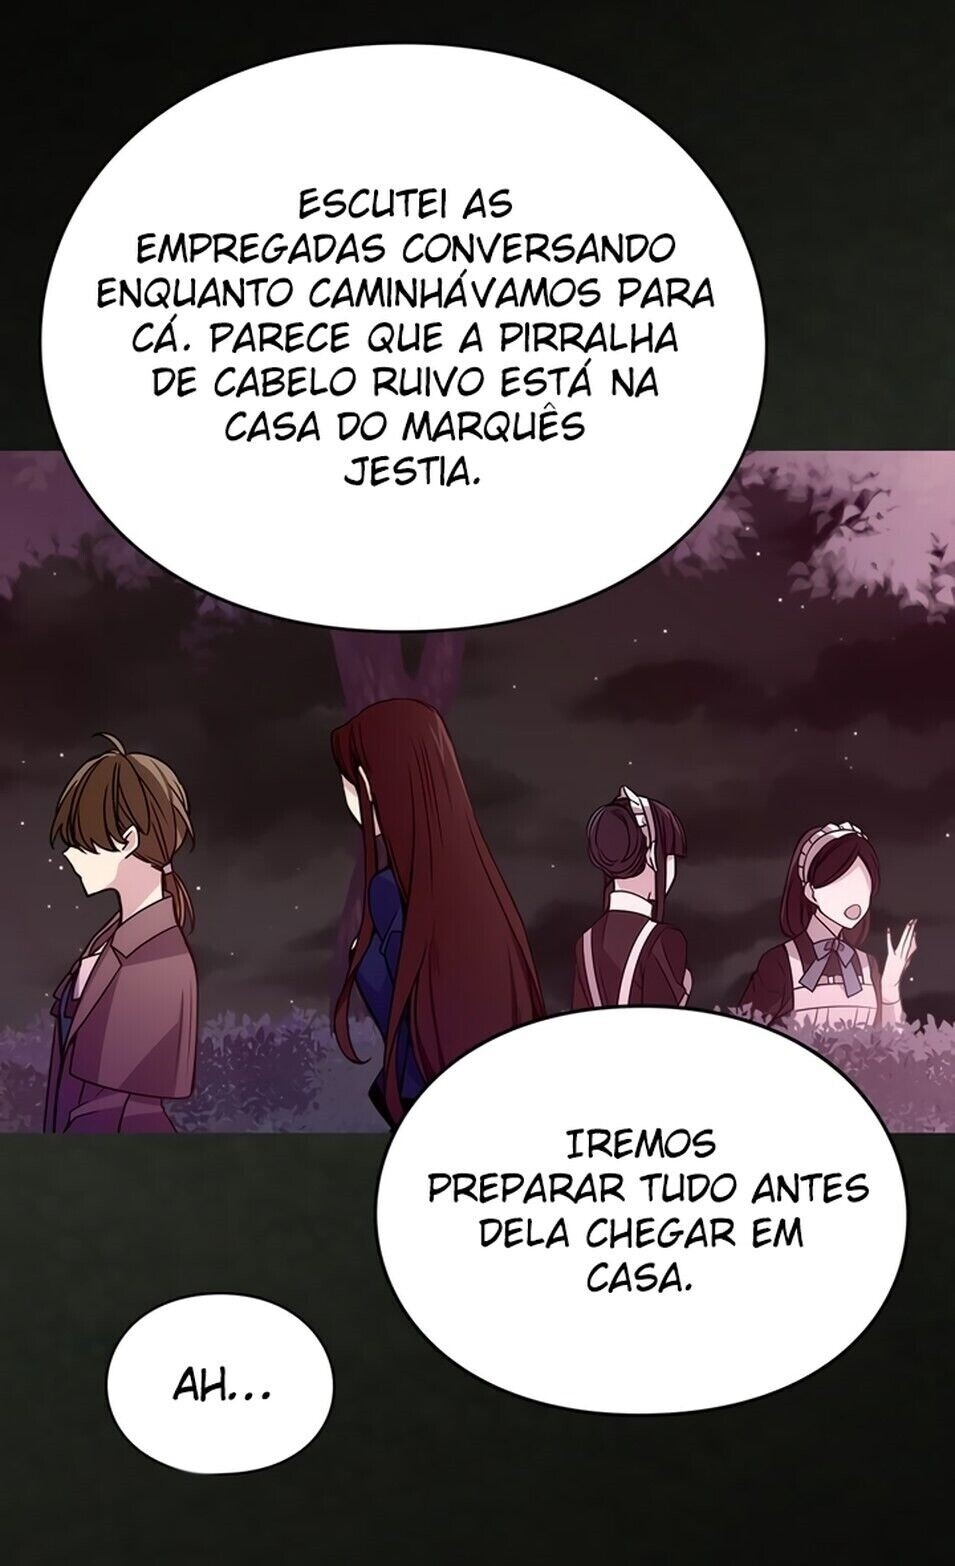 ESCUTEI AS
EMPREGADAS CONVERSANDO
ENQUANTO CAMINHÁVAMOS PARA
CÁ. PARECE QUE A PIRRALHA
DE CABELO RUIVO ESTÁ NA
CASA DO MARQUÊS
JESTIA.
IREMOS
PREPARAR TUDO ANTES
DELA CHEGAR EM
CASA.
AH...